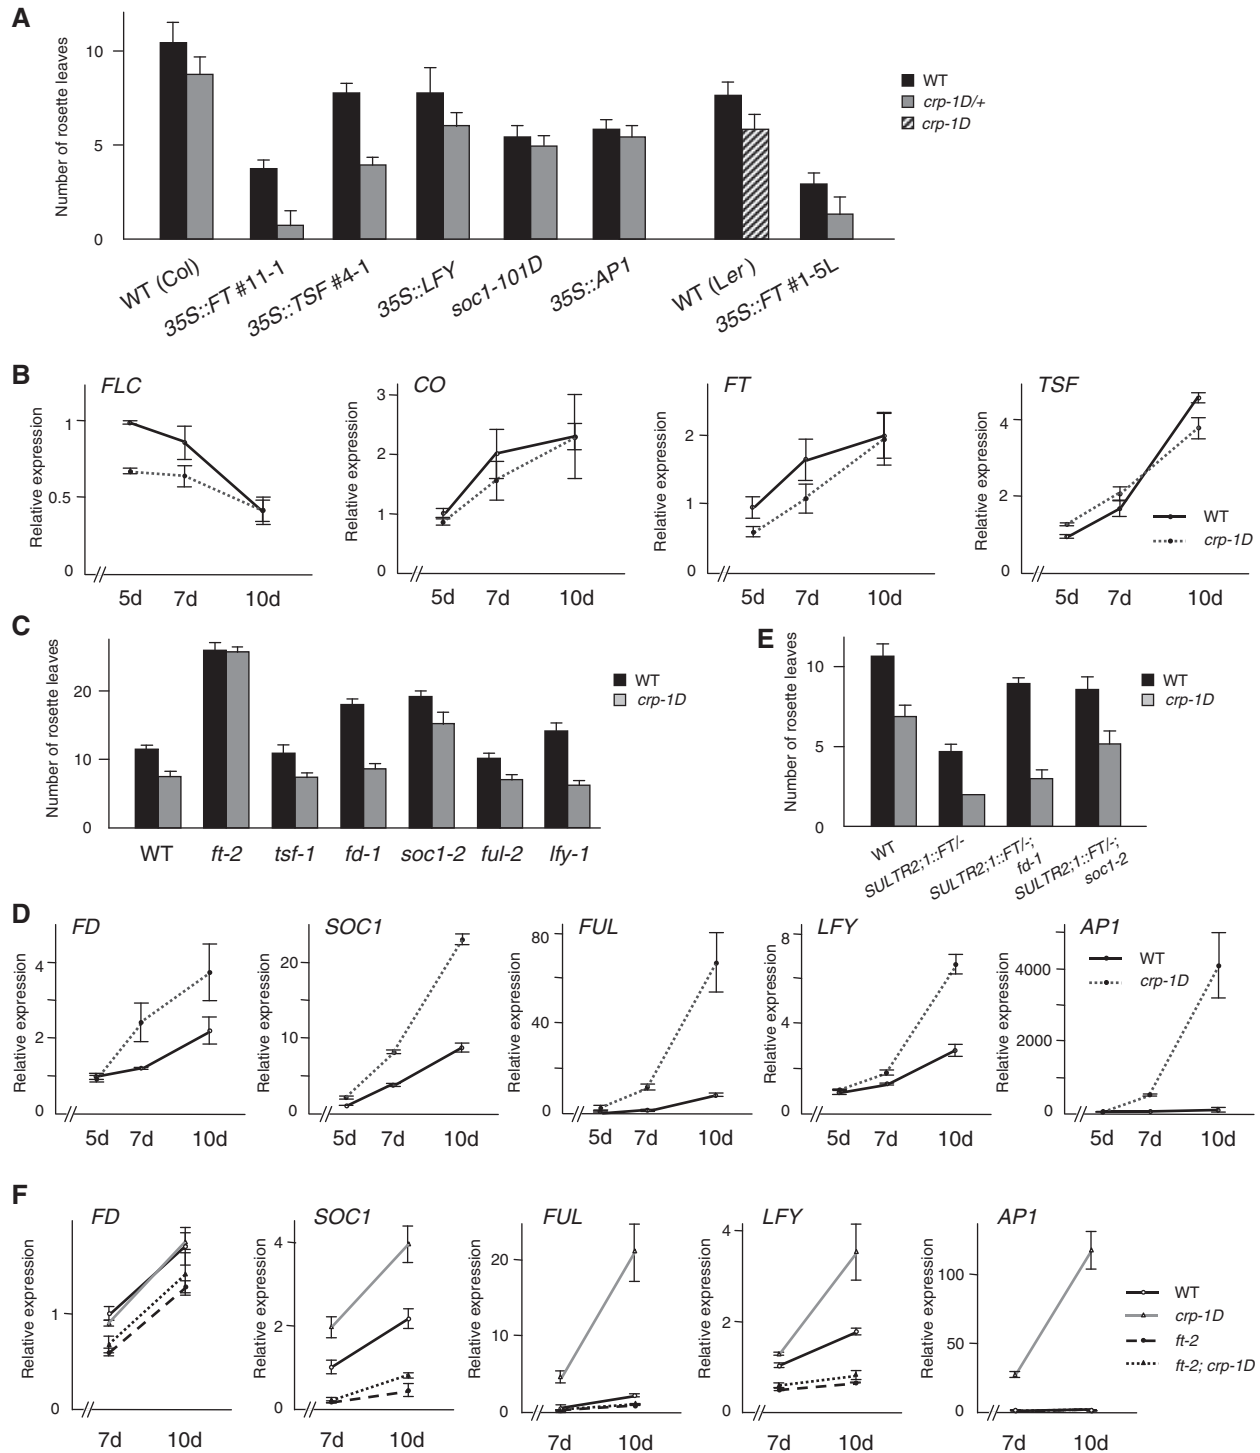 A
Number of rosette leaves
10
5
0
WT (Col)
35S::FT #11-1
35S::TSF #4-1
35S::LFY
soc1-101D
35S::AP1
WT (Ler)
35S::FT #1-5L
WT
crp-1D/+
crp-1D
B
FLC
Relative expression
1
0.5
0
5d 7d 10d
CO
Relative expression
3
2
1
0
5d 7d 10d
FT
Relative expression
2
1
0
5d 7d 10d
TSF
Relative expression
4
2
0
5d 7d 10d
WT
crp-1D
C
Number of rosette leaves
20
10
0
WT ft-2 tsf-1 fd-1 soc1-2 ful-2 lfy-1
WT
crp-1D
E
Number of rosette leaves
10
5
0
WT
SULTR2;1::FT/-
SULTR2;1::FT/-;
fd-1
SULTR2;1::FT/-;
soc1-2
WT
crp-1D
D
FD
Relative expression
4
2
0
5d 7d 10d
SOC1
Relative expression
20
10
0
5d 7d 10d
FUL
Relative expression
80
40
0
5d 7d 10d
LFY
Relative expression
8
4
0
5d 7d 10d
AP1
Relative expression
4000
2000
0
5d 7d 10d
WT
crp-1D
F
FD
Relative expression
1
0
7d 10d
SOC1
Relative expression
4
2
0
7d 10d
FUL
Relative expression
20
10
0
7d 10d
LFY
Relative expression
4
2
0
7d 10d
AP1
Relative expression
100
50
0
7d 10d
WT
crp-1D
ft-2
ft-2; crp-1D